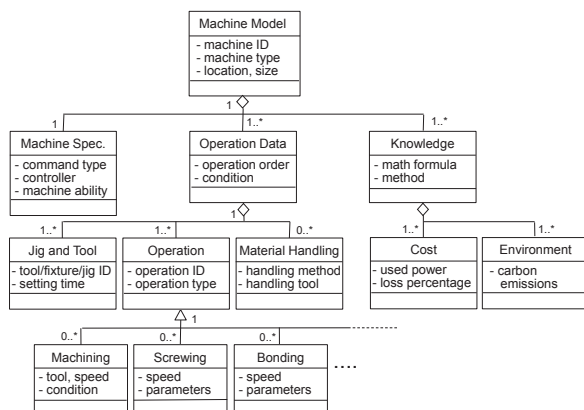 Machine Model
- machine ID
- machine type
- location, size
1
1
1..*
1..*
Machine Spec.
- command type
- controller
- machine ability
Operation Data
- operation order
- condition
Knowledge
- math formula
- method
1
1..*
1..*
0..*
1..*
1..*
Jig and Tool
- tool/fixture/jig ID
- setting time
Operation
- operation ID
- operation type
Material Handling
- handling method
- handling tool
Cost
- used power
- loss percentage
Environment
- carbon
emissions
1
0..*
0..*
0..*
Machining
- tool, speed
- condition
Screwing
- speed
- parameters
Bonding
- speed
- parameters
....